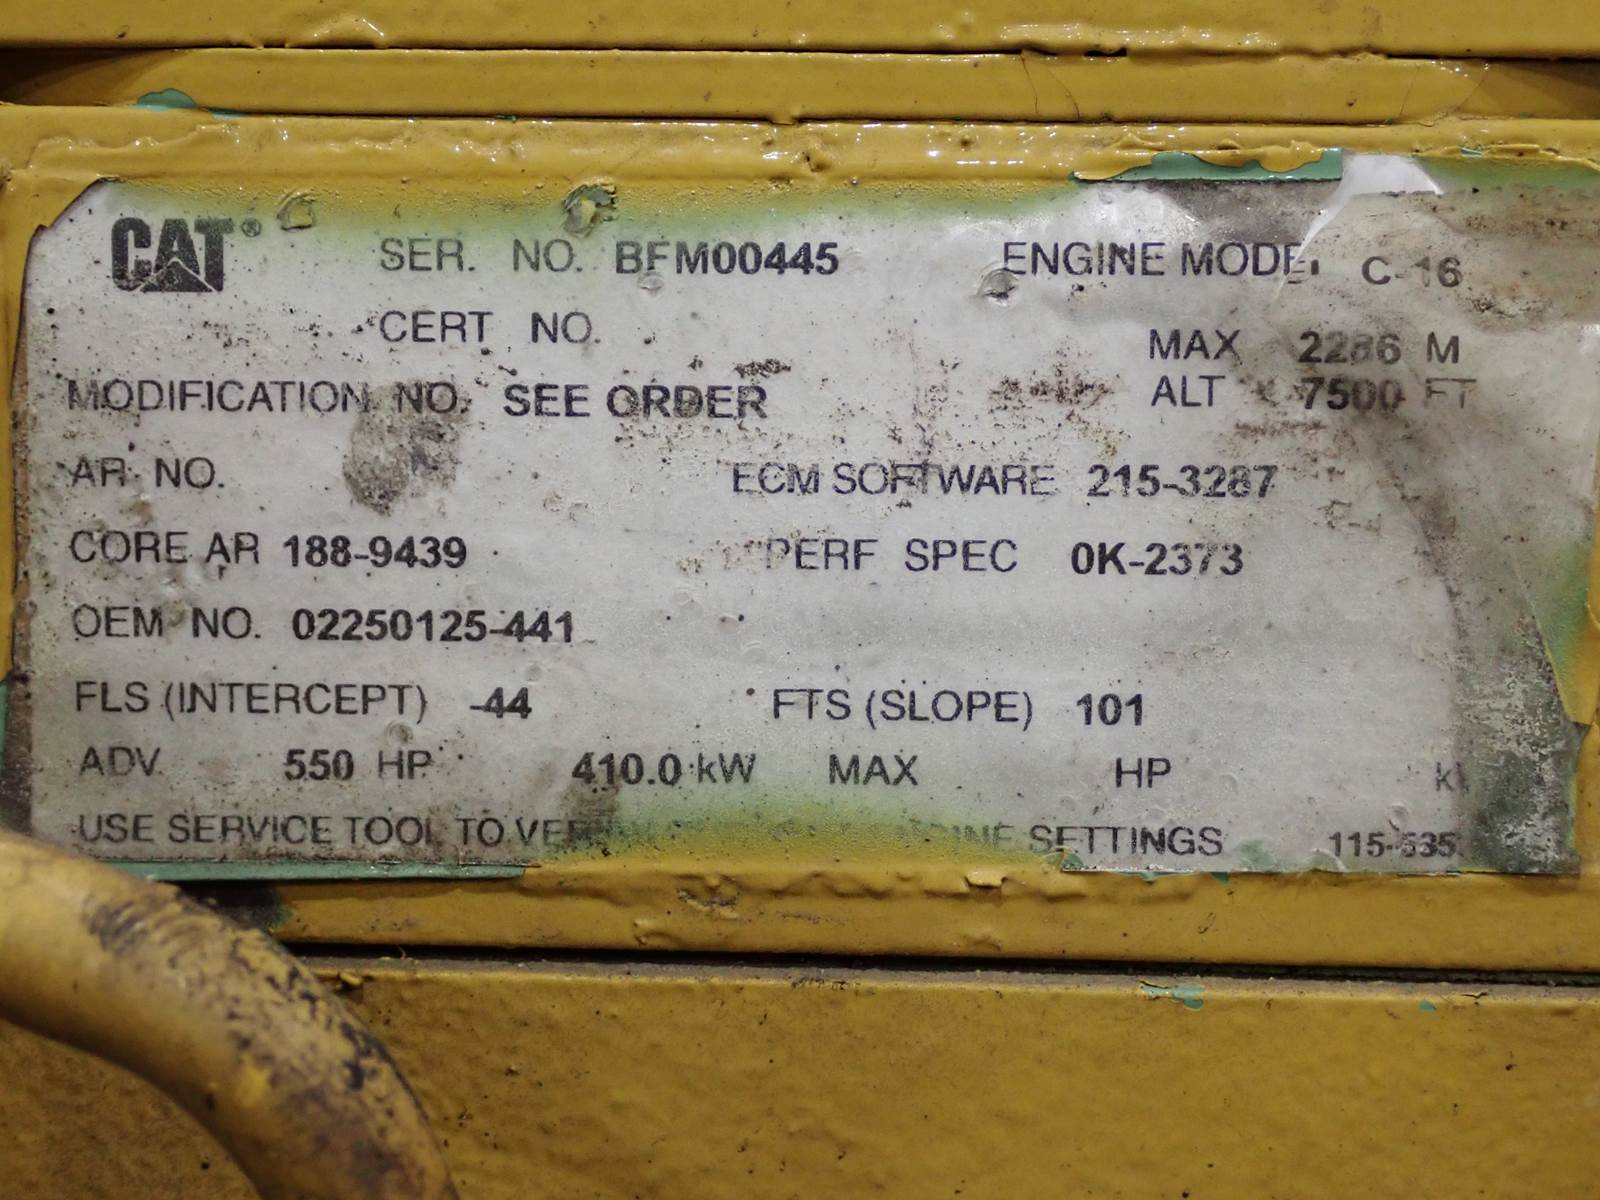 CAT® SER. NO. BFM00445 ENGINE MODEL C-16
CERT NO. MAX 2286 M
MODIFICATION NO. SEE ORDER ALT 7500 FT
AR NO. ECM SOFTWARE 215-3287
CORE AR 188-9439 PERF SPEC 0K-2373
OEM NO. 02250125-441
FLS (INTERCEPT) -44 FTS (SLOPE) 101
ADV. 550 HP 410.0 kW MAX HP
USE SERVICE TOOL TO SETTINGS